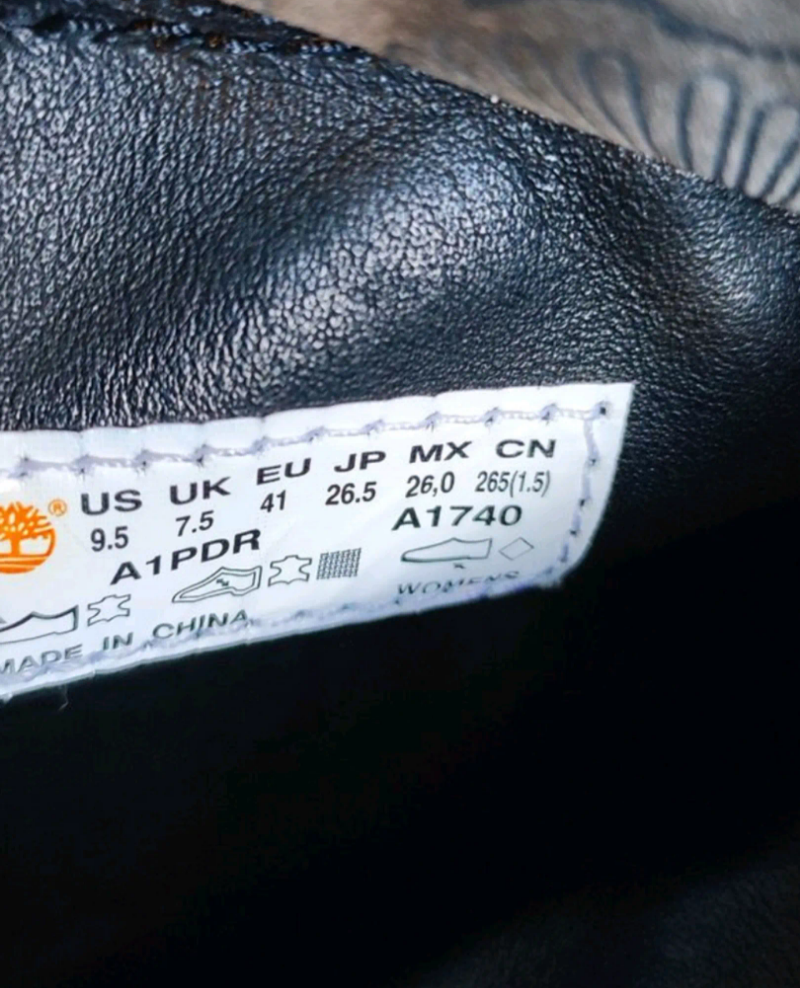 ® US UK EU JP MX CN
9.5 7.5 41 26.5 26,0 265(1.5)
A1PDR A1740
WOMENS
MADE IN CHINA